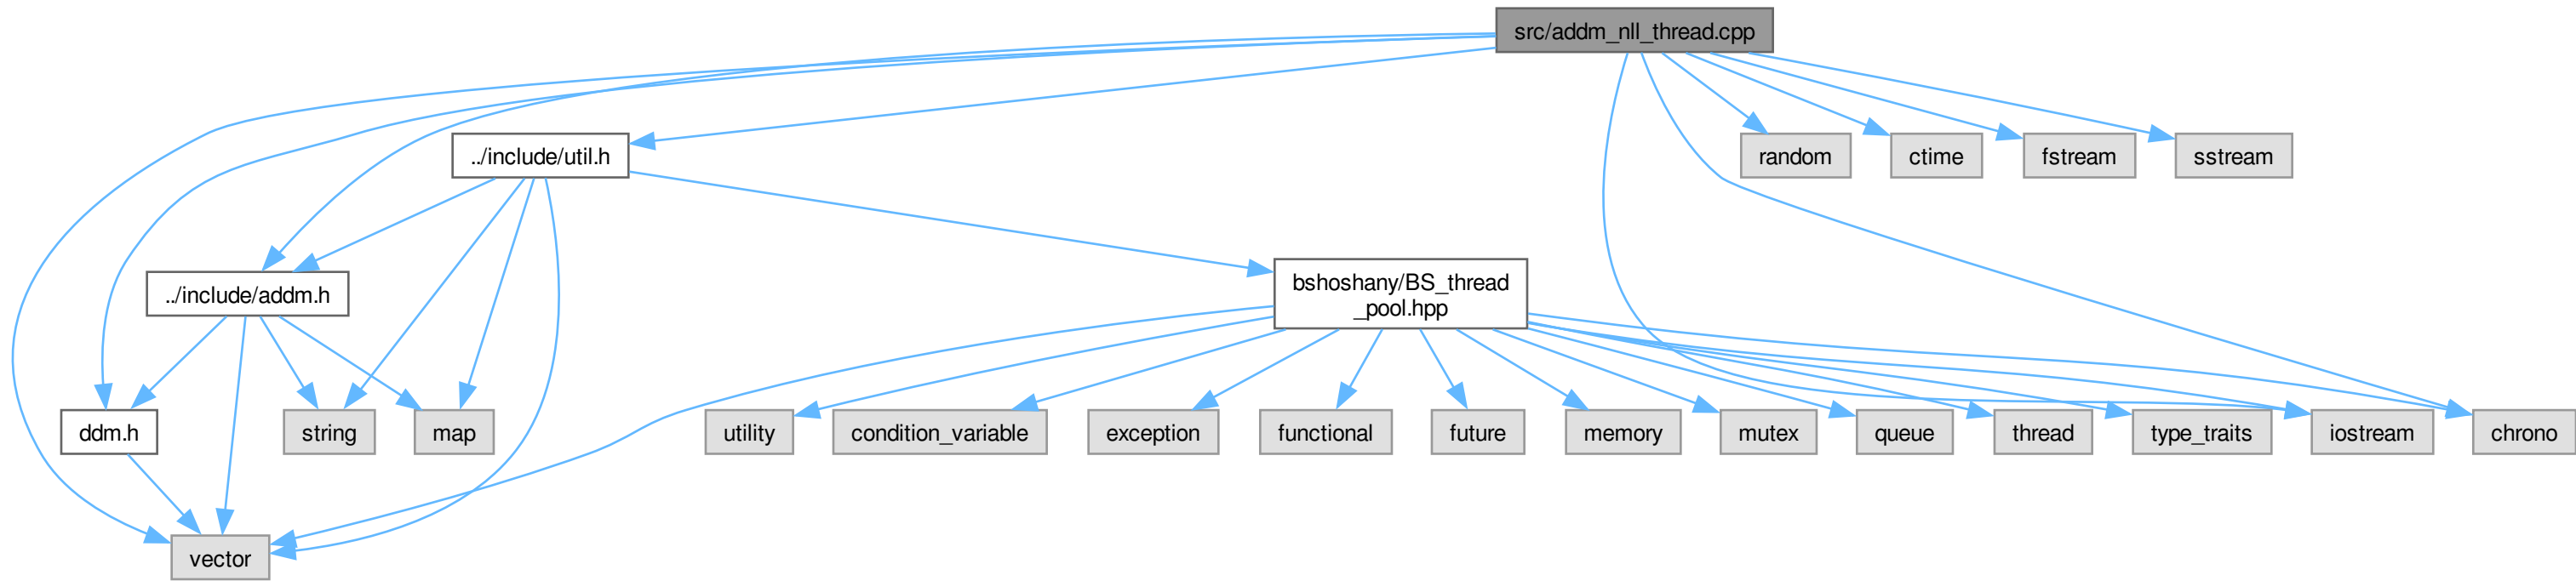 src/addm_nll_thread.cpp
../include/util.h
random
ctime
fstream
sstream
../include/addm.h
bshoshany/BS_thread
_pool.hpp
ddm.h
string
map
utility
condition_variable
exception
functional
future
memory
mutex
queue
thread
type_traits
iostream
chrono
vector